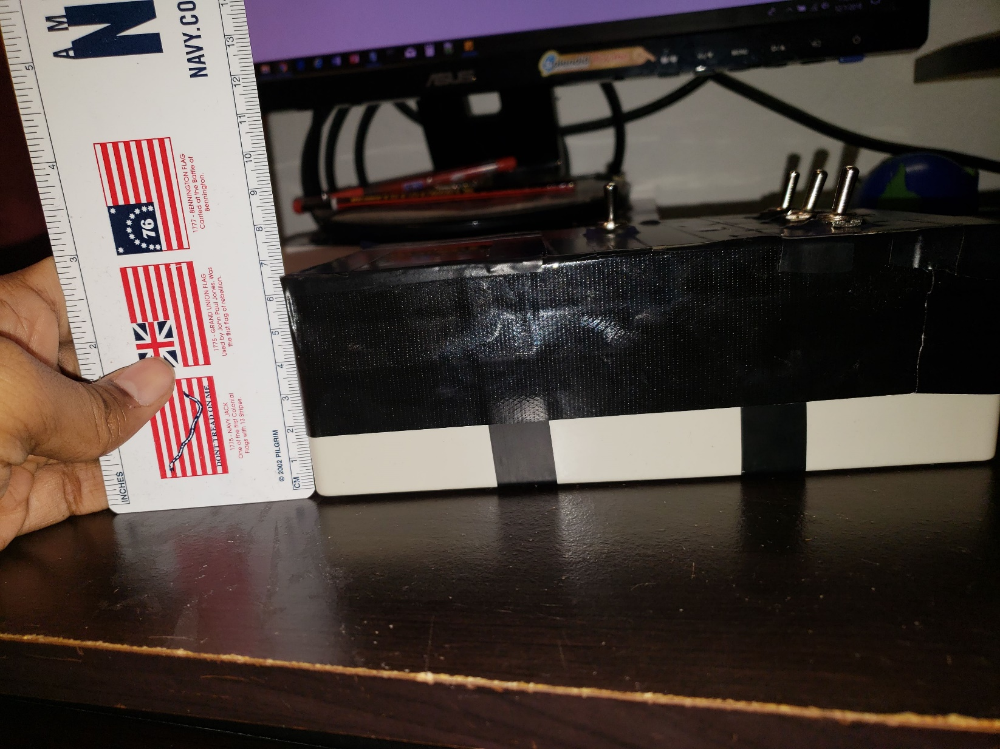 AM
N
NAVY.CO
76
1777 - BENNINGTON FLAG
Carried at the Battle of
Bennington.
1775 - GRAND UNION FLAG
Used by John Paul Jones. Was
the first flag of rebellion.
DONT TREAD ON ME
1775 - NAVY JACK
One of the first Colonial
Flags with 13 Stripes.
© 2002 PILGRIM
INCHES
2
3
4
5
CM
1
2
3
4
5
6
7
8
9
10
11
12
13
ASUS
Splendid
MENU